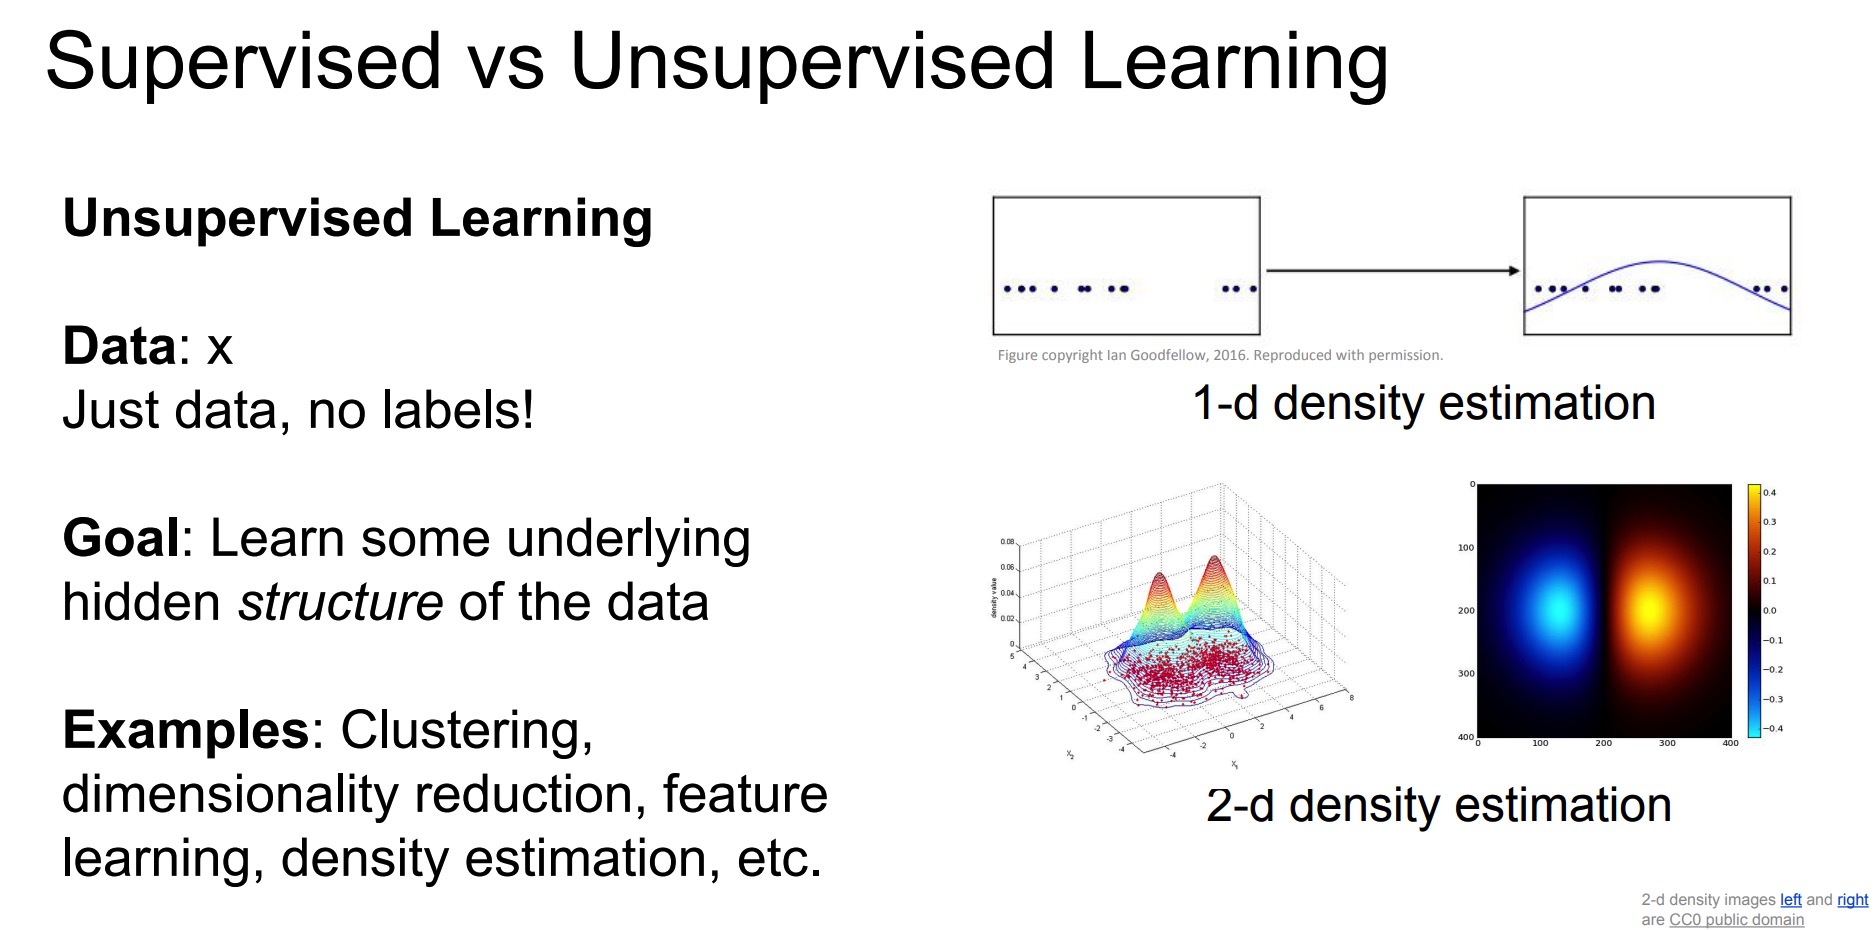 Supervised vs Unsupervised Learning
Unsupervised Learning
Data: x
Just data, no labels!
Goal: Learn some underlying
hidden structure of the data
Examples: Clustering,
dimensionality reduction, feature
learning, density estimation, etc.
Figure copyright Ian Goodfellow, 2016. Reproduced with permission.
1-d density estimation
0.08
0.06
0.04
0.02
0
density value
5
4
3
2
1
0
-1
-2
-3
-4
x2
-4
-2
0
2
4
6
8
x1
0
100
200
300
400
0 100 200 300 400
0.4
0.3
0.2
0.1
0.0
−0.1
−0.2
−0.3
−0.4
2-d density estimation
2-d density images left and right
are CC0 public domain